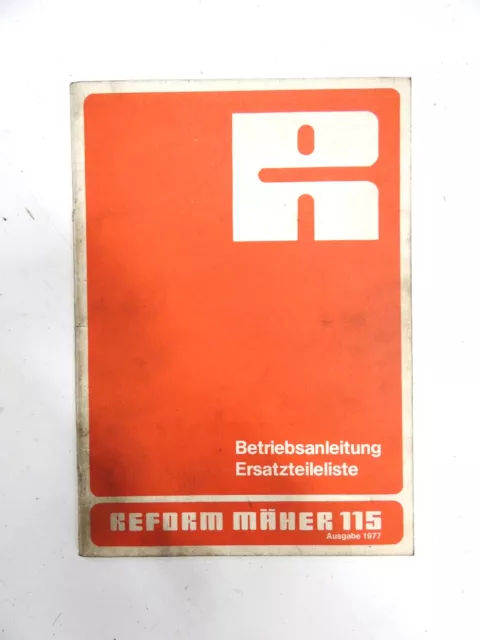 R
Betriebsanleitung
Ersatzteileliste
REFORM MÄHER 115
Ausgabe 1977